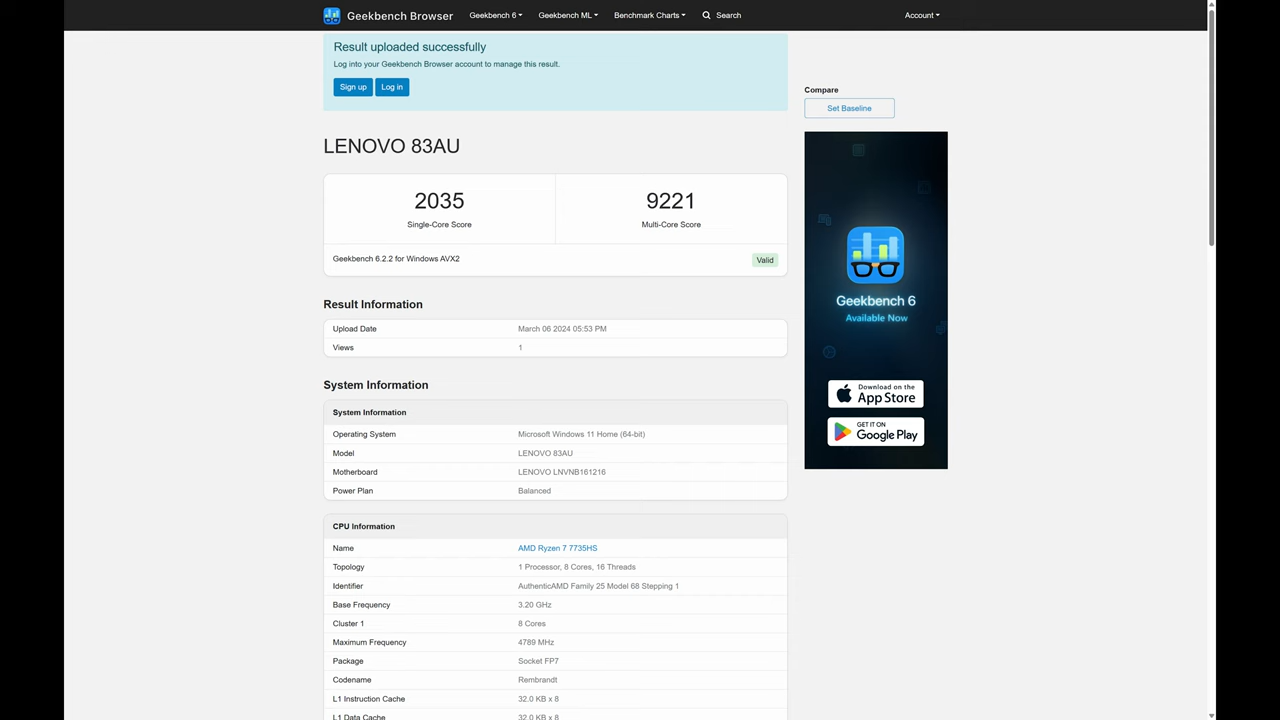 Geekbench Browser
Geekbench 6
Geekbench ML
Benchmark Charts
Search
Account
Result uploaded successfully
Log into your Geekbench Browser account to manage this result.
Sign up
Log in
Compare
Set Baseline
LENOVO 83AU
2035
Single-Core Score
9221
Multi-Core Score
Geekbench 6.2.2 for Windows AVX2
Valid
Geekbench 6
Available Now
Download on the
App Store
GET IT ON
Google Play
Result Information
Upload Date March 06 2024 05:53 PM
Views 1
System Information
System Information
Operating System Microsoft Windows 11 Home (64-bit)
Model LENOVO 83AU
Motherboard LENOVO LNVNB161216
Power Plan Balanced
CPU Information
Name AMD Ryzen 7 7735HS
Topology 1 Processor, 8 Cores, 16 Threads
Identifier AuthenticAMD Family 25 Model 68 Stepping 1
Base Frequency 3.20 GHz
Cluster 1 8 Cores
Maximum Frequency 4789 MHz
Package Socket FP7
Codename Rembrandt
L1 Instruction Cache 32.0 KB x 8
L1 Data Cache 32.0 KB x 8